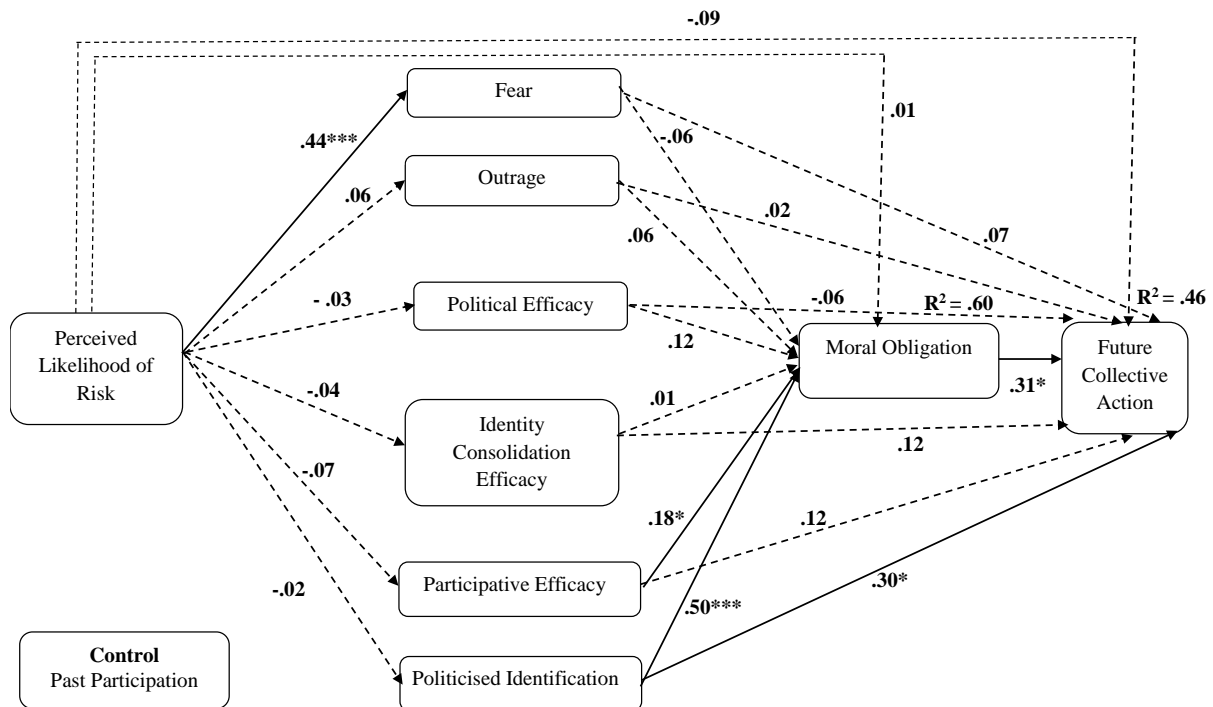 -.09
Fear
.01
.44***
-.06
Outrage
.06
.02
.06
.07
- .03
Political Efficacy
-.06
R² = .60
R² = .46
.12
Perceived
Likelihood of
Risk
Moral Obligation
Future
Collective
Action
.31*
-.04
.01
Identity
Consolidation
Efficacy
.12
-.07
.18*
.12
-.02
Participative Efficacy
.30*
.50***
Control
Past Participation
Politicised Identification